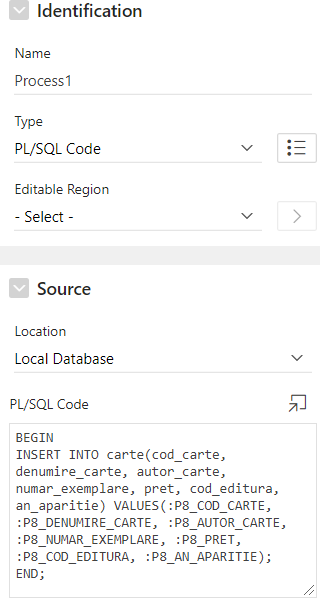 Identification
Name
Process1
Type
PL/SQL Code
Editable Region
- Select -
Source
Location
Local Database
PL/SQL Code
BEGIN
INSERT INTO carte(cod_carte,
denumire_carte, autor_carte,
numar_exemplare, pret, cod_editura,
an_aparitie) VALUES(:P8_COD_CARTE,
:P8_DENUMIRE_CARTE, :P8_AUTOR_CARTE,
:P8_NUMAR_EXEMPLARE, :P8_PRET,
:P8_COD_EDITURA, :P8_AN_APARITIE);
END;